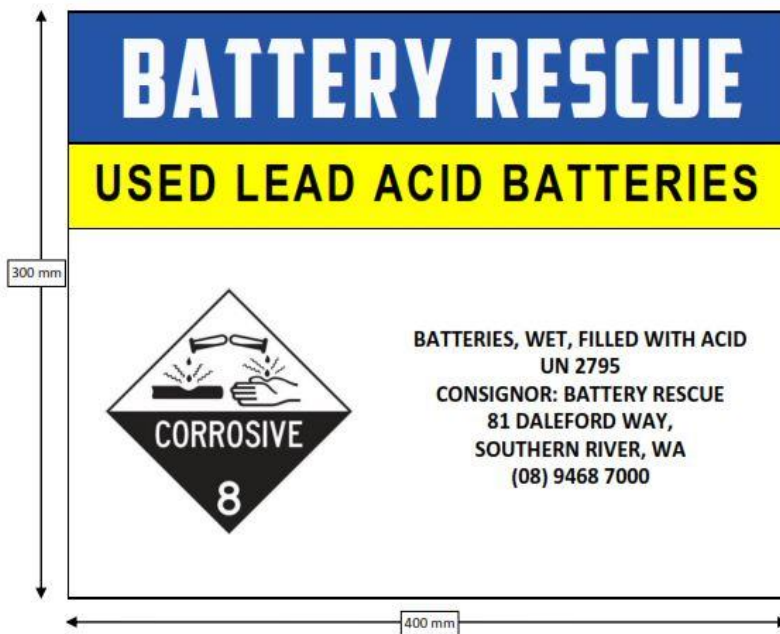 BATTERY RESCUE
USED LEAD ACID BATTERIES
300 mm
CORROSIVE
8
BATTERIES, WET, FILLED WITH ACID
UN 2795
CONSIGNOR: BATTERY RESCUE
81 DALEFORD WAY,
SOUTHERN RIVER, WA
(08) 9468 7000
400 mm